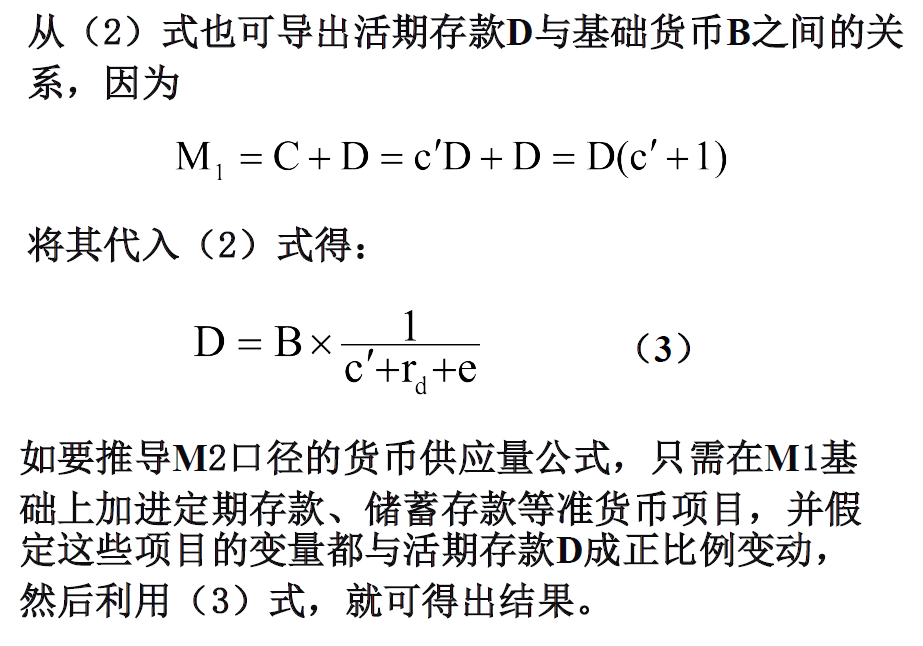 从（2）式也可导出活期存款D与基础货币B之间的关
系，因为
M₁ = C + D = c′D + D = D(c′ + 1)
将其代入（2）式得：
D = B × 1/(c′+r_d+e) （3）
如要推导M2口径的货币供应量公式，只需在M1基
础上加进定期存款、储蓄存款等准货币项目，并假
定这些项目的变量都与活期存款D成正比例变动，
然后利用（3）式，就可得出结果。